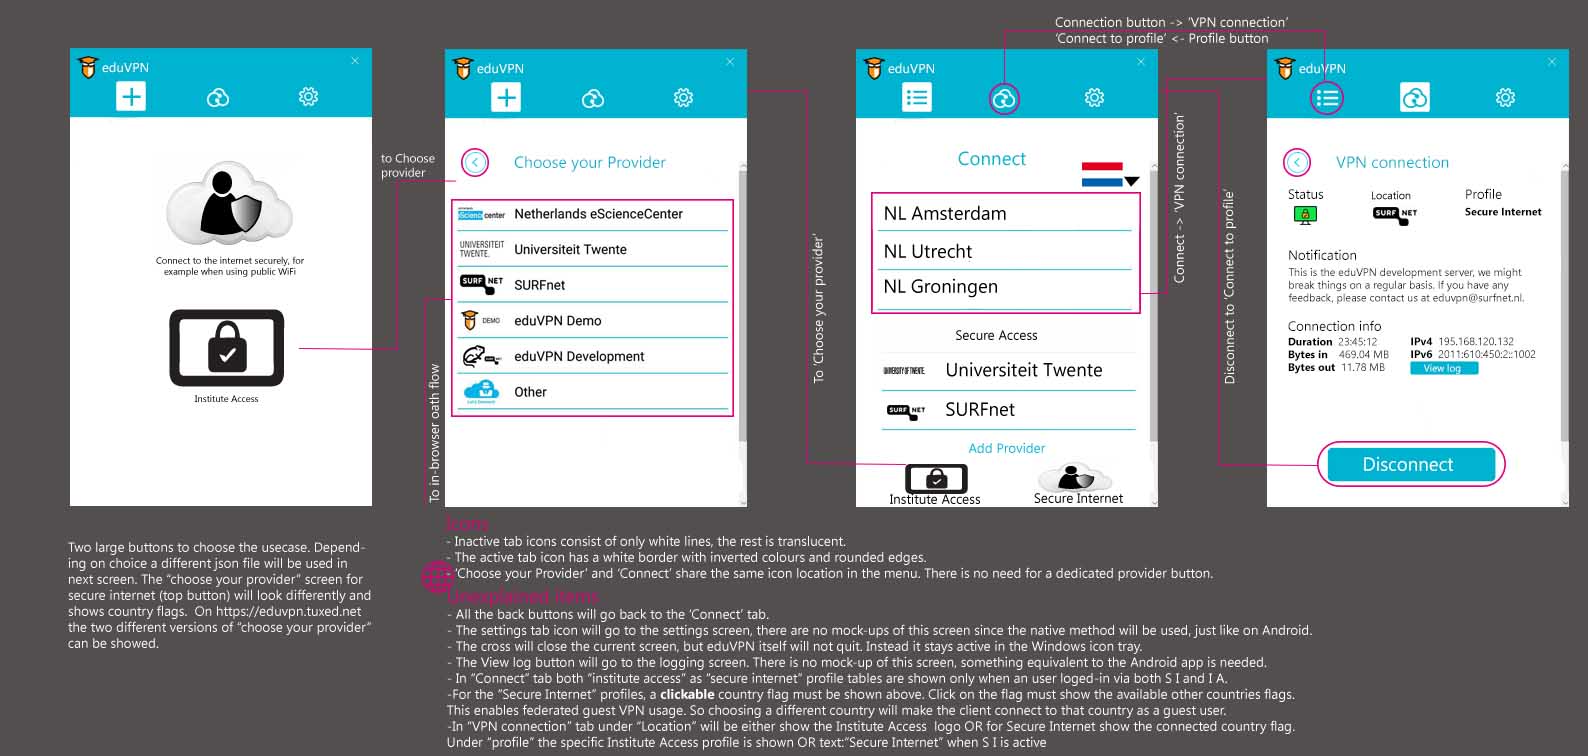 Connection button -> ‘VPN connection’
‘Connect to profile’ <- Profile button
eduVPN
Connect to the internet securely, for
example when using public WiFi
Institute Access
to Choose
provider
eduVPN
Choose your Provider
eScience center Netherlands eScienceCenter
UNIVERSITEIT TWENTE. Universiteit Twente
SURF NET SURFnet
DEMO eduVPN Demo
eduVPN Development
Other
To in-browser oath flow
To ‘Choose your provider’
eduVPN
Connect
NL Amsterdam
NL Utrecht
NL Groningen
Secure Access
UNIVERSITY OF TWENTE. Universiteit Twente
SURF NET SURFnet
Add Provider
Institute Access Secure Internet
Connect -> ‘VPN connection’
Disconnect to ‘Connect to profile’
eduVPN
VPN connection
Status Location Profile
SURF NET Secure Internet
Notification
This is the eduVPN development server, we might
break things on a regular basis. If you have any
feedback, please contact us at eduvpn@surfnet.nl.
Connection info
Duration 23:45:12 IPv4 195.168.120.132
Bytes in 469.04 MB IPv6 2011:610:450:2::1002
Bytes out 11.78 MB View log
Disconnect
Two large buttons to choose the usecase. Depend-
ing on choice a different json file will be used in
next screen. The “choose your provider” screen for
secure internet (top button) will look differently and
shows country flags. On https://eduvpn.tuxed.net
the two different versions of “choose your provider”
can be showed.
Icons
- Inactive tab icons consist of only white lines, the rest is translucent.
- The active tab icon has a white border with inverted colours and rounded edges.
- ‘Choose your Provider’ and ‘Connect’ share the same icon location in the menu. There is no need for a dedicated provider button.
Unexplained items
- All the back buttons will go back to the ‘Connect’ tab.
- The settings tab icon will go to the settings screen, there are no mock-ups of this screen since the native method will be used, just like on Android.
- The cross will close the current screen, but eduVPN itself will not quit. Instead it stays active in the Windows icon tray.
- The View log button will go to the logging screen. There is no mock-up of this screen, something equivalent to the Android app is needed.
- In “Connect” tab both “institute access” as “secure internet” profile tables are shown only when an user loged-in via both S I and I A.
-For the “Secure Internet” profiles, a clickable country flag must be shown above. Click on the flag must show the available other countries flags.
This enables federated guest VPN usage. So choosing a different country will make the client connect to that country as a guest user.
-In “VPN connection” tab under “Location” will be either show the Institute Access logo OR for Secure Internet show the connected country flag.
Under “profile” the specific Institute Access profile is shown OR text:“Secure Internet” when S I is active